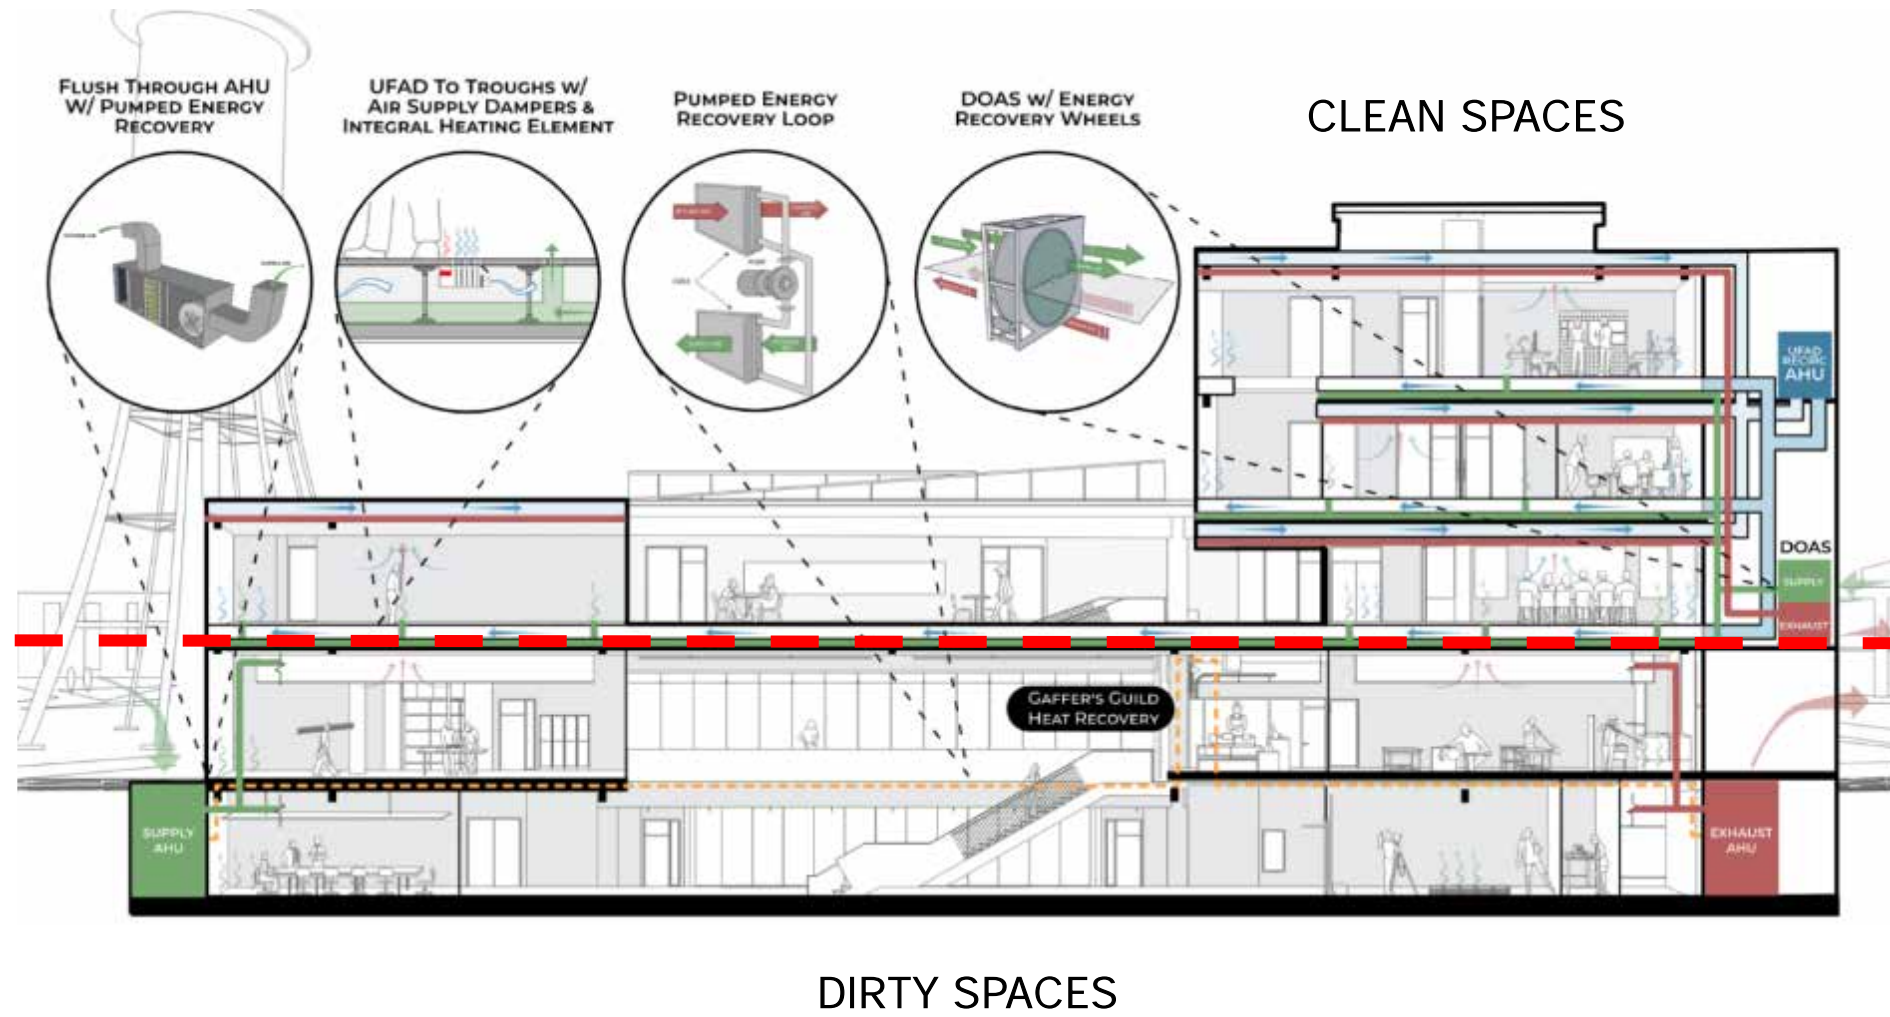 FLUSH THROUGH AHU
W/ PUMPED ENERGY
RECOVERY
UFAD TO TROUGHS W/
AIR SUPPLY DAMPERS &
INTEGRAL HEATING ELEMENT
PUMPED ENERGY
RECOVERY LOOP
DOAS W/ ENERGY
RECOVERY WHEELS
CLEAN SPACES
UFAD
RECIRC
AHU
DOAS
SUPPLY
EXHAUST
GAFFER'S GUILD
HEAT RECOVERY
SUPPLY
AHU
EXHAUST
AHU
DIRTY SPACES